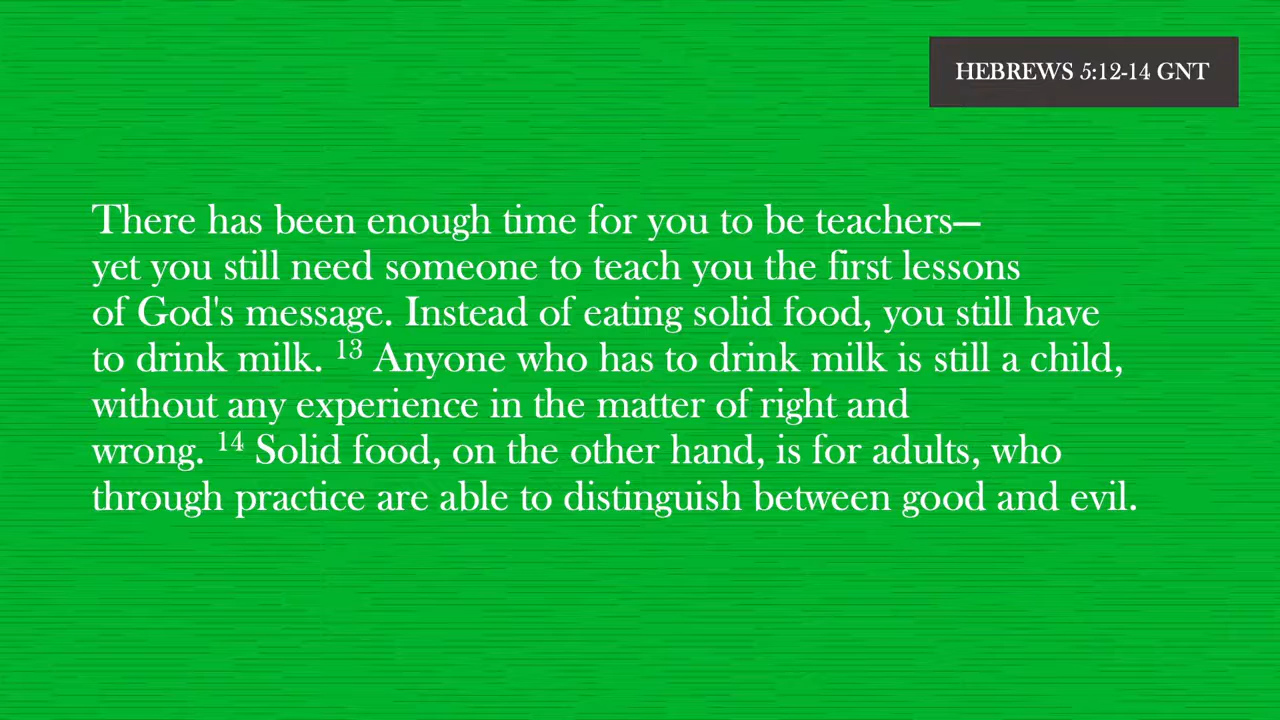 HEBREWS 5:12-14 GNT
There has been enough time for you to be teachers—
yet you still need someone to teach you the first lessons
of God's message. Instead of eating solid food, you still have
to drink milk. 13 Anyone who has to drink milk is still a child,
without any experience in the matter of right and
wrong. 14 Solid food, on the other hand, is for adults, who
through practice are able to distinguish between good and evil.